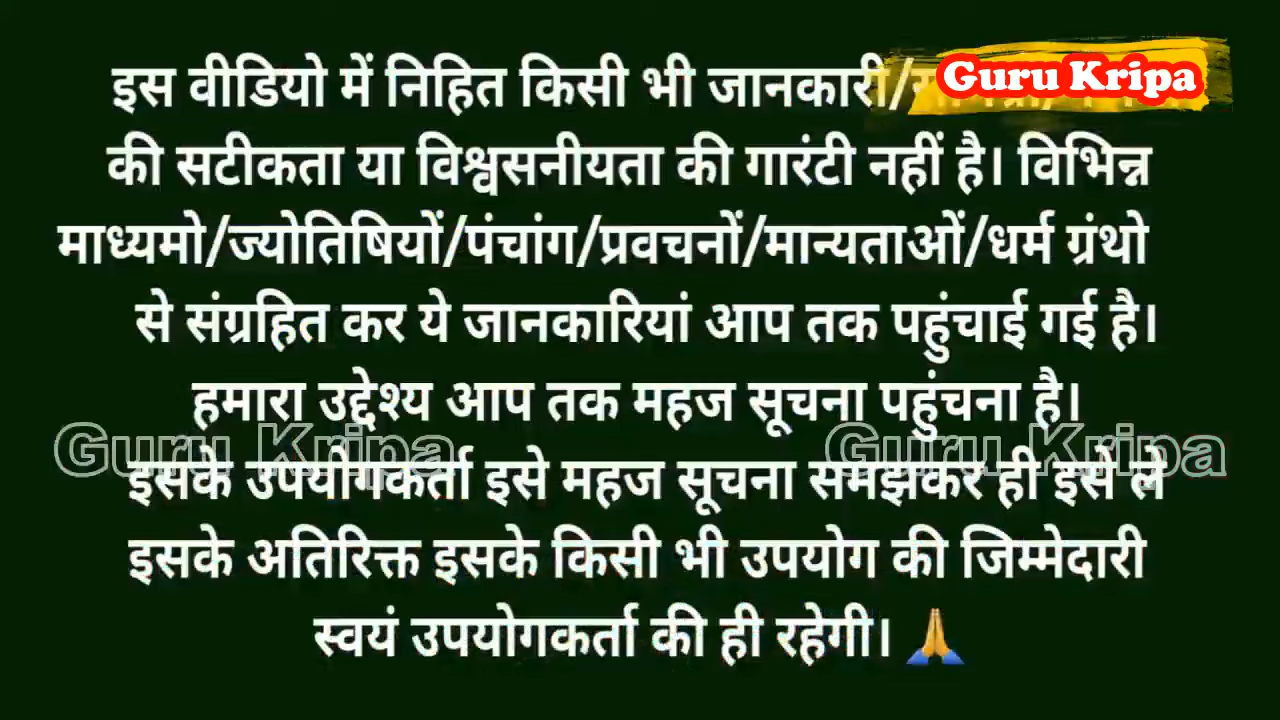 Guru Kripa
इस वीडियो में निहित किसी भी जानकारी/
की सटीकता या विश्वसनीयता की गारंटी नहीं है। विभिन्न
माध्यमो/ज्योतिषियों/पंचांग/प्रवचनों/मान्यताओं/धर्म ग्रंथो
से संग्रहित कर ये जानकारियां आप तक पहुंचाई गई है।
हमारा उद्देश्य आप तक महज सूचना पहुंचना है।
Guru Kripa Guru Kripa
इसके उपयोगकर्ता इसे महज सूचना समझकर ही इसे ले
इसके अतिरिक्त इसके किसी भी उपयोग की जिम्मेदारी
स्वयं उपयोगकर्ता की ही रहेगी। 🙏